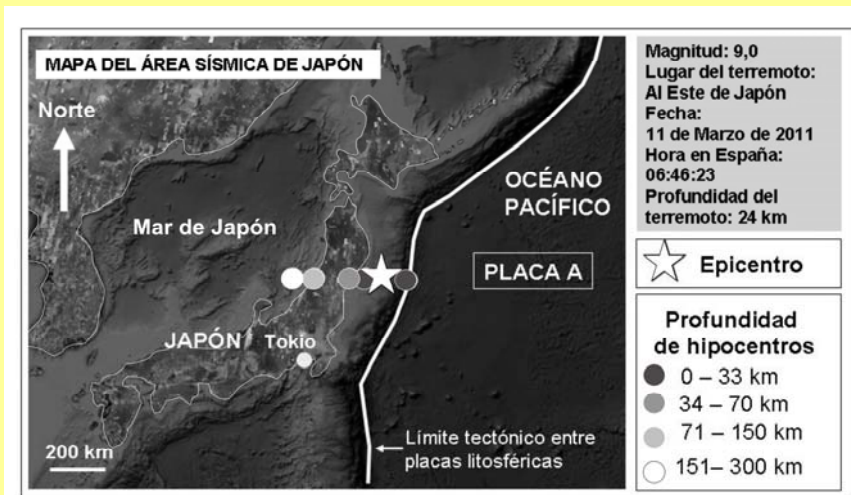 MAPA DEL ÁREA SÍSMICA DE JAPÓN
Norte
Mar de Japón
OCÉANO
PACÍFICO
PLACA A
JAPÓN
Tokio
200 km
Límite tectónico entre
placas litosféricas
Magnitud: 9,0
Lugar del terremoto:
Al Este de Japón
Fecha:
11 de Marzo de 2011
Hora en España:
06:46:23
Profundidad del
terremoto: 24 km
Epicentro
Profundidad
de hipocentros
0 – 33 km
34 – 70 km
71 – 150 km
151– 300 km